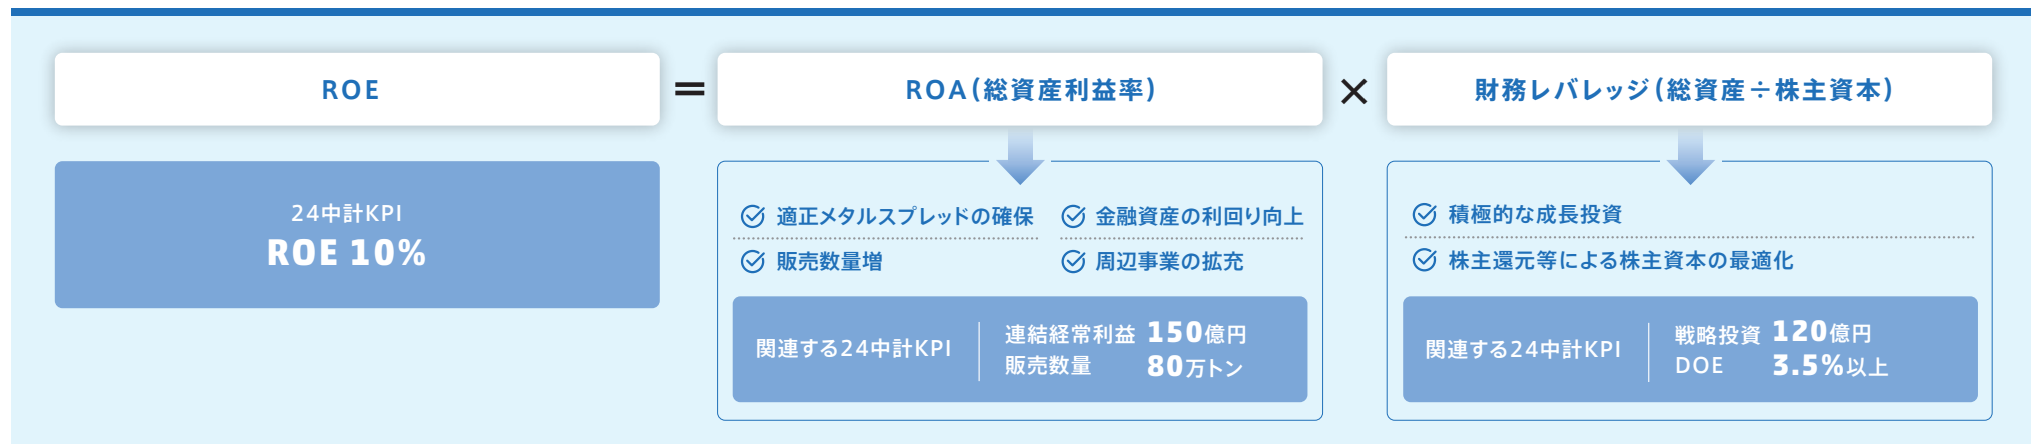 ROE
=
ROA(総資産利益率)
×
財務レバレッジ(総資産÷株主資本)
24中計KPI
ROE 10%
適正メタルスプレッドの確保
金融資産の利回り向上
販売数量増
周辺事業の拡充
関連する24中計KPI
連結経常利益 150億円
販売数量 80万トン
積極的な成長投資
株主還元等による株主資本の最適化
関連する24中計KPI
戦略投資 120億円
DOE 3.5%以上